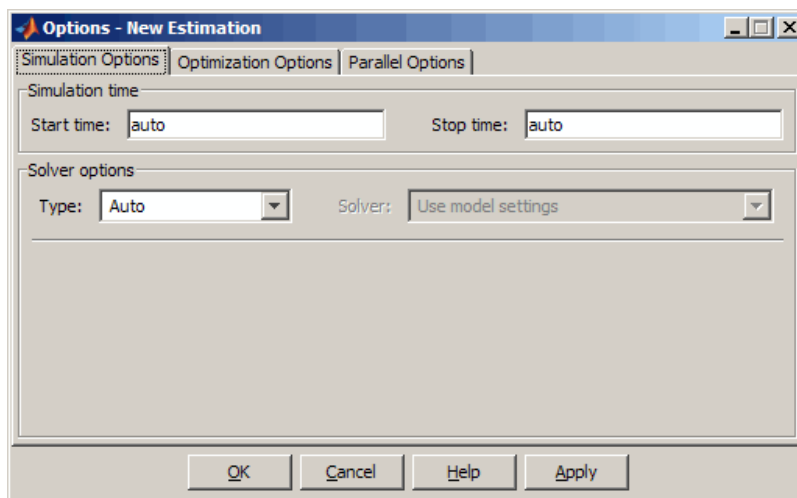 Options - New Estimation
Simulation Options Optimization Options Parallel Options
Simulation time
Start time: auto Stop time: auto
Solver options
Type: Auto Solver: Use model settings
OK Cancel Help Apply